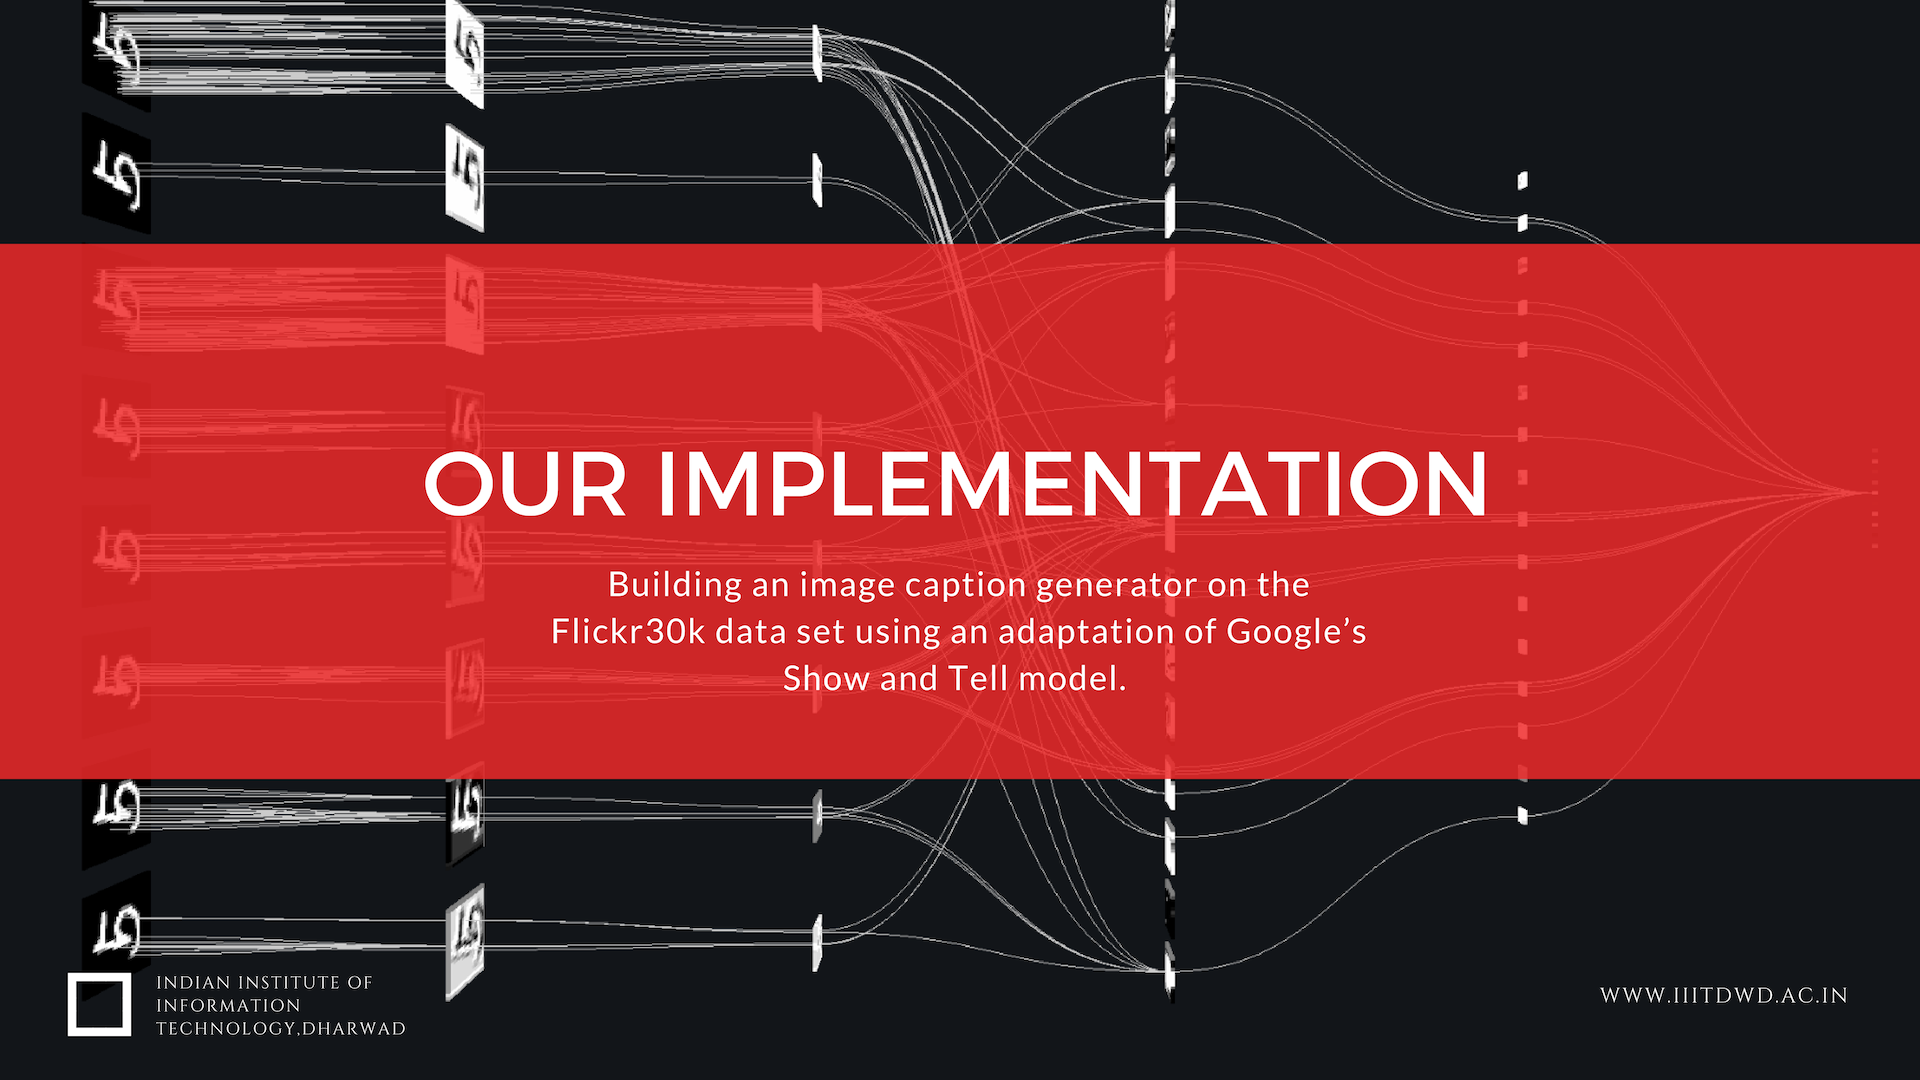 OUR IMPLEMENTATION
Building an image caption generator on the
Flickr30k data set using an adaptation of Google’s
Show and Tell model.
INDIAN INSTITUTE OF
INFORMATION
TECHNOLOGY,DHARWAD
WWW.IIITDWD.AC.IN